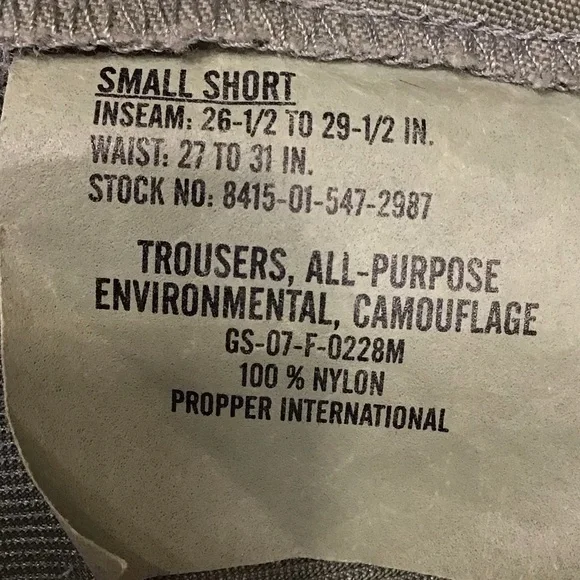 SMALL SHORT
INSEAM: 26-1/2 TO 29-1/2 IN.
WAIST: 27 TO 31 IN.
STOCK NO: 8415-01-547-2987
TROUSERS, ALL-PURPOSE
ENVIRONMENTAL, CAMOUFLAGE
GS-07-F-0228M
100 % NYLON
PROPPER INTERNATIONAL